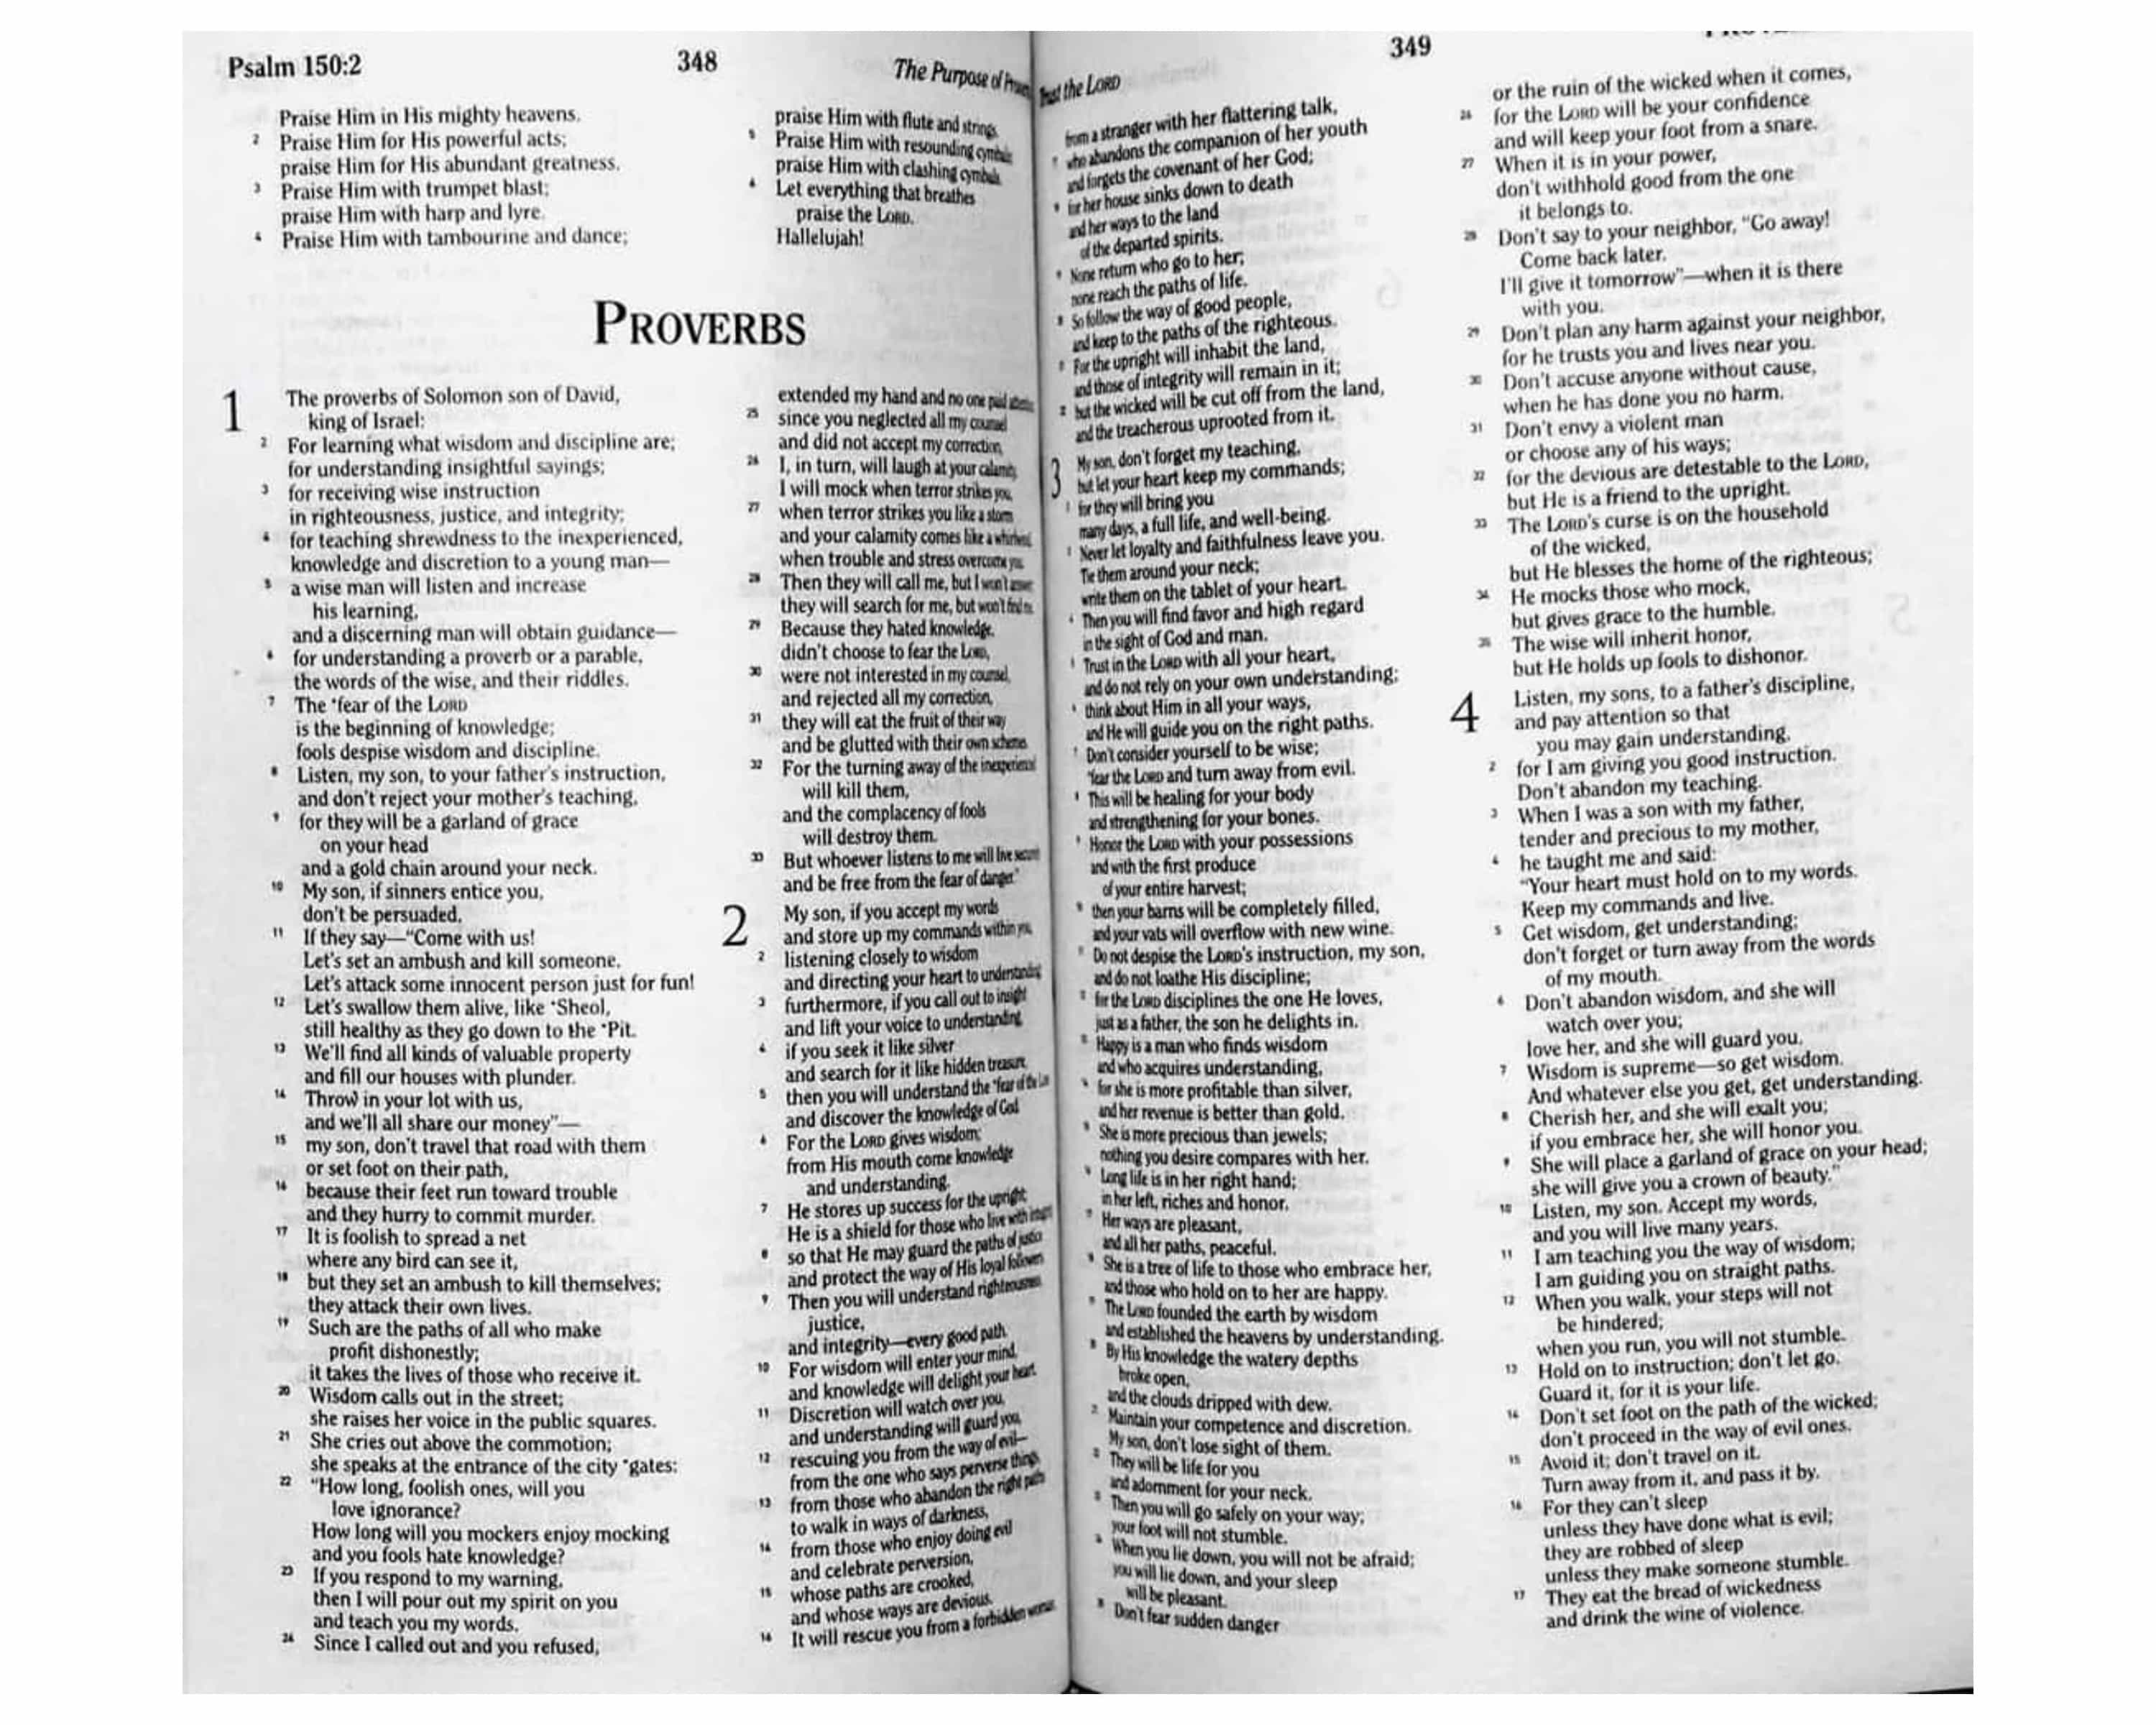 Psalm 150:2
348
The Purpose of
Praise Him in His mighty heavens.
2 Praise Him for His powerful acts;
praise Him for His abundant greatness.
3 Praise Him with trumpet blast;
praise Him with harp and lyre.
4 Praise Him with tambourine and dance;
praise Him with flute and strings.
5 Praise Him with resounding cymbals
praise Him with clashing cymbals.
6 Let everything that breathes
praise the LORD.
Hallelujah!
PROVERBS
1 The proverbs of Solomon son of David,
king of Israel:
2 For learning what wisdom and discipline are;
for understanding insightful sayings;
3 for receiving wise instruction
in righteousness, justice, and integrity;
4 for teaching shrewdness to the inexperienced,
knowledge and discretion to a young man—
5 a wise man will listen and increase
his learning,
and a discerning man will obtain guidance—
6 for understanding a proverb or a parable,
the words of the wise, and their riddles.
7 The *fear of the LORD
is the beginning of knowledge;
fools despise wisdom and discipline.
8 Listen, my son, to your father's instruction,
and don't reject your mother's teaching,
9 for they will be a garland of grace
on your head
and a gold chain around your neck.
10 My son, if sinners entice you,
don't be persuaded.
11 If they say—"Come with us!
Let's set an ambush and kill someone.
Let's attack some innocent person just for fun!
12 Let's swallow them alive, like *Sheol,
still healthy as they go down to the *Pit.
13 We'll find all kinds of valuable property
and fill our houses with plunder.
14 Throw in your lot with us,
and we'll all share our money"—
15 my son, don't travel that road with them
or set foot on their path,
16 because their feet run toward trouble
and they hurry to commit murder.
17 It is foolish to spread a net
where any bird can see it,
18 but they set an ambush to kill themselves;
they attack their own lives.
19 Such are the paths of all who make
profit dishonestly;
it takes the lives of those who receive it.
20 Wisdom calls out in the street;
she raises her voice in the public squares.
21 She cries out above the commotion;
she speaks at the entrance of the city *gates:
22 "How long, foolish ones, will you
love ignorance?
How long will you mockers enjoy mocking
and you fools hate knowledge?
23 If you respond to my warning,
then I will pour out my spirit on you
and teach you my words.
24 Since I called out and you refused,
extended my hand and no one paid
25 since you neglected all my counsel
and did not accept my correction,
26 I, in turn, will laugh at your calamity.
I will mock when terror strikes you,
27 when terror strikes you like a storm
and your calamity comes like a
when trouble and stress overcome you.
28 Then they will call me, but I won't answer;
they will search for me, but won't find me.
29 Because they hated knowledge,
didn't choose to fear the LORD,
30 were not interested in my counsel,
and rejected all my correction,
31 they will eat the fruit of their way
and be glutted with their own schemes.
32 For the turning away of the inexperienced
will kill them,
and the complacency of fools
will destroy them.
33 But whoever listens to me will live
and be free from the fear of danger."
2 My son, if you accept my words
and store up my commands within you,
2 listening closely to wisdom
and directing your heart to understanding
3 furthermore, if you call out to insight
and lift your voice to understanding,
4 if you seek it like silver
and search for it like hidden treasure,
5 then you will understand the *fear of the
and discover the knowledge of God.
6 For the LORD gives wisdom;
from His mouth come knowledge
and understanding.
7 He stores up success for the upright;
He is a shield for those who live with
8 so that He may guard the paths of justice
and protect the way of His loyal followers.
9 Then you will understand righteousness,
justice,
and integrity—every good path.
10 For wisdom will enter your mind,
and knowledge will delight your heart.
11 Discretion will watch over you,
and understanding will guard you,
12 rescuing you from the way of evil—
from the one who says perverse things,
13 from those who abandon the right paths
to walk in ways of darkness,
14 from those who enjoy doing evil
and celebrate perversion,
15 whose paths are crooked,
and whose ways are devious.
16 It will rescue you from a forbidden
the LORD
349
from a stranger with her flattering talk,
who abandons the companion of her youth
and forgets the covenant of her God;
for her house sinks down to death
and her ways to the land
of the departed spirits.
None return who go to her;
none reach the paths of life.
So follow the way of good people,
and keep to the paths of the righteous.
For the upright will inhabit the land,
and those of integrity will remain in it;
but the wicked will be cut off from the land,
and the treacherous uprooted from it.
3 My son, don't forget my teaching,
but let your heart keep my commands;
for they will bring you
many days, a full life, and well-being.
Never let loyalty and faithfulness leave you.
Tie them around your neck;
write them on the tablet of your heart.
Then you will find favor and high regard
in the sight of God and man.
Trust in the LORD with all your heart,
and do not rely on your own understanding;
think about Him in all your ways,
and He will guide you on the right paths.
Don't consider yourself to be wise;
*fear the LORD and turn away from evil.
This will be healing for your body
and strengthening for your bones.
Honor the LORD with your possessions
and with the first produce
of your entire harvest;
then your barns will be completely filled,
and your vats will overflow with new wine.
Do not despise the LORD's instruction, my son,
and do not loathe His discipline;
for the LORD disciplines the one He loves,
just as a father, the son he delights in.
Happy is a man who finds wisdom
and who acquires understanding,
for she is more profitable than silver,
and her revenue is better than gold.
She is more precious than jewels;
nothing you desire compares with her.
Long life is in her right hand;
in her left, riches and honor.
Her ways are pleasant,
and all her paths, peaceful.
She is a tree of life to those who embrace her,
and those who hold on to her are happy.
The LORD founded the earth by wisdom
and established the heavens by understanding.
By His knowledge the watery depths
broke open,
and the clouds dripped with dew.
Maintain your competence and discretion.
My son, don't lose sight of them.
They will be life for you
and adornment for your neck.
Then you will go safely on your way;
your foot will not stumble.
When you lie down, you will not be afraid;
you will lie down, and your sleep
will be pleasant.
Don't fear sudden danger
or the ruin of the wicked when it comes,
26 for the LORD will be your confidence
and will keep your foot from a snare.
27 When it is in your power,
don't withhold good from the one
it belongs to.
28 Don't say to your neighbor, "Go away!
Come back later.
I'll give it tomorrow"—when it is there
with you.
29 Don't plan any harm against your neighbor,
for he trusts you and lives near you.
30 Don't accuse anyone without cause,
when he has done you no harm.
31 Don't envy a violent man
or choose any of his ways;
32 for the devious are detestable to the LORD,
but He is a friend to the upright.
33 The LORD's curse is on the household
of the wicked,
but He blesses the home of the righteous;
34 He mocks those who mock,
but gives grace to the humble.
35 The wise will inherit honor,
but He holds up fools to dishonor.
4 Listen, my sons, to a father's discipline,
and pay attention so that
you may gain understanding,
2 for I am giving you good instruction.
Don't abandon my teaching.
3 When I was a son with my father,
tender and precious to my mother,
4 he taught me and said:
"Your heart must hold on to my words.
Keep my commands and live.
5 Get wisdom, get understanding;
don't forget or turn away from the words
of my mouth.
6 Don't abandon wisdom, and she will
watch over you;
love her, and she will guard you.
7 Wisdom is supreme—so get wisdom.
And whatever else you get, get understanding.
8 Cherish her, and she will exalt you;
if you embrace her, she will honor you.
9 She will place a garland of grace on your head;
she will give you a crown of beauty."
10 Listen, my son. Accept my words,
and you will live many years.
11 I am teaching you the way of wisdom;
I am guiding you on straight paths.
12 When you walk, your steps will not
be hindered;
when you run, you will not stumble.
13 Hold on to instruction; don't let go.
Guard it, for it is your life.
14 Don't set foot on the path of the wicked;
don't proceed in the way of evil ones.
15 Avoid it; don't travel on it.
Turn away from it, and pass it by.
16 For they can't sleep
unless they have done what is evil;
they are robbed of sleep
unless they make someone stumble.
17 They eat the bread of wickedness
and drink the wine of violence.